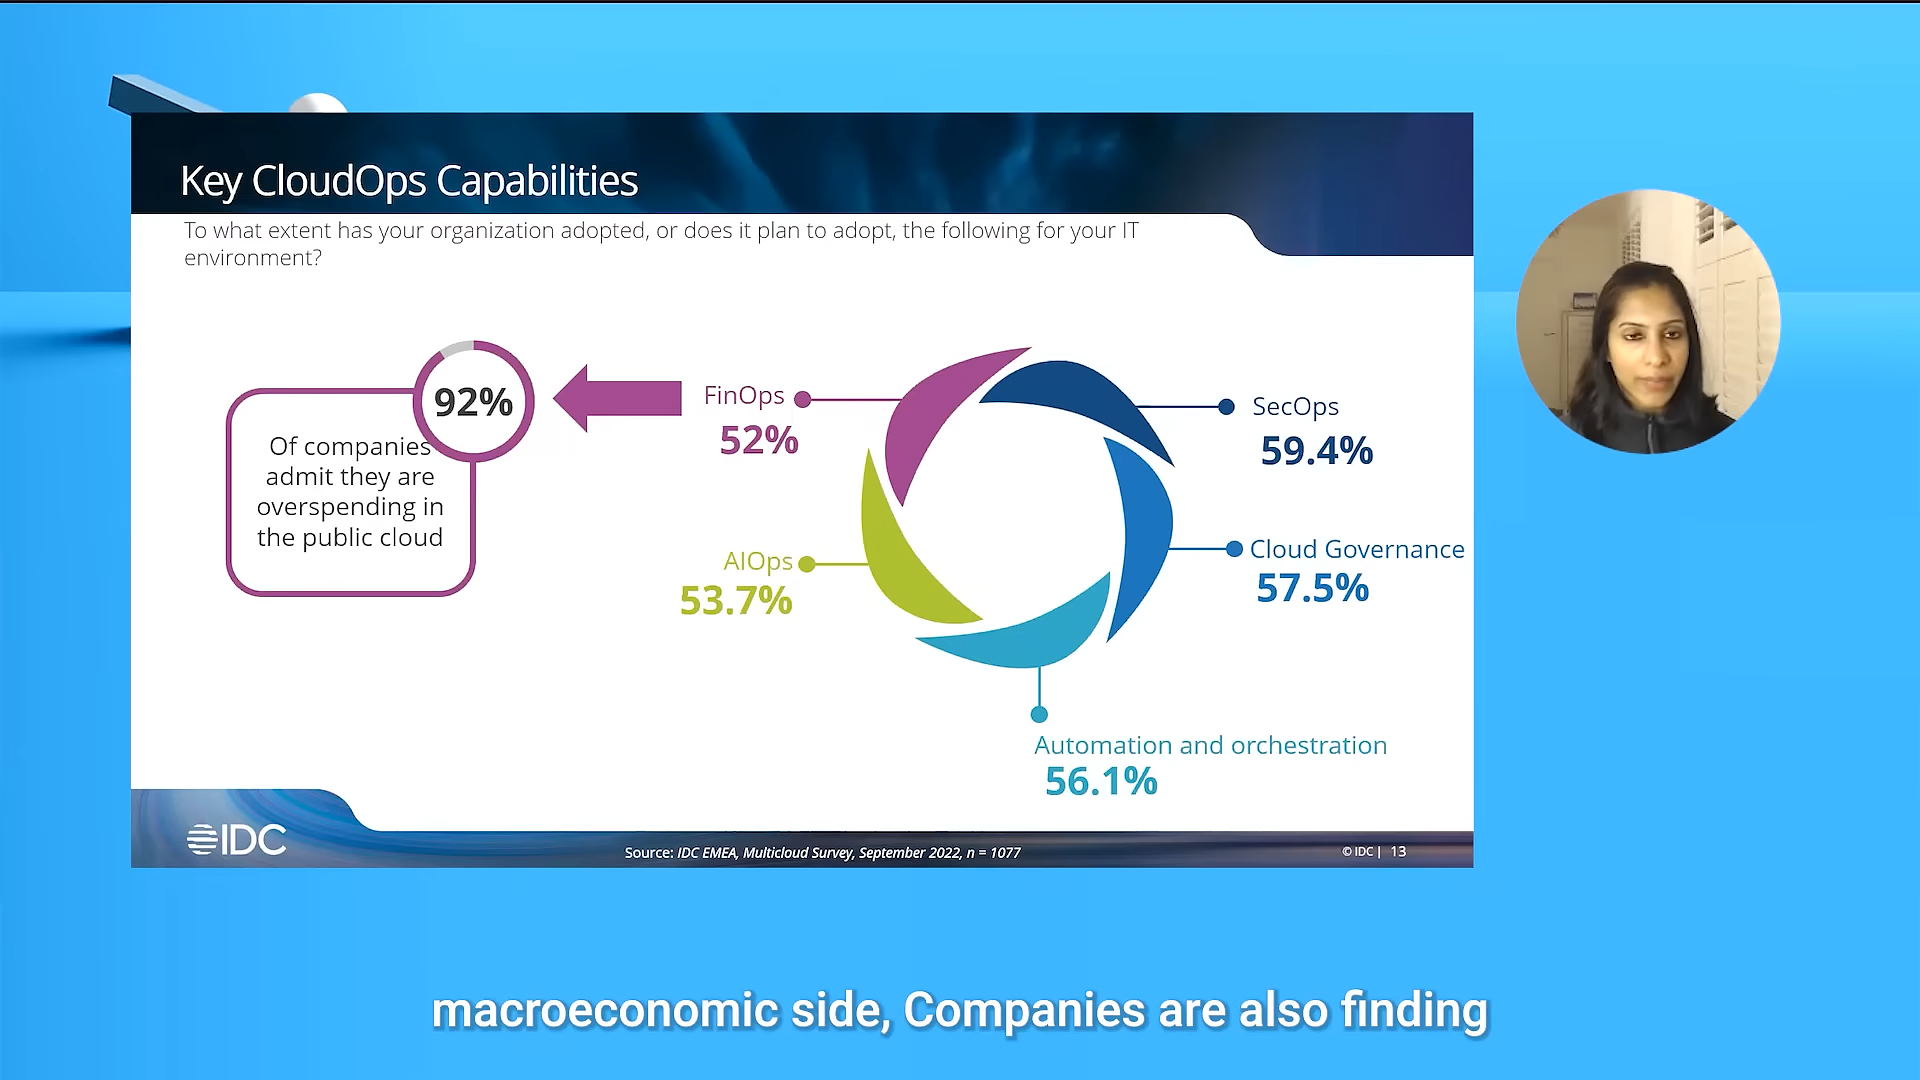 Key CloudOps Capabilities
To what extent has your organization adopted, or does it plan to adopt, the following for your IT
environment?
92%
Of companies
admit they are
overspending in
the public cloud
FinOps
52%
SecOps
59.4%
AIOps
53.7%
Cloud Governance
57.5%
Automation and orchestration
56.1%
IDC
Source: IDC EMEA, Multicloud Survey, September 2022, n = 1077
© IDC | 13
macroeconomic side, Companies are also finding